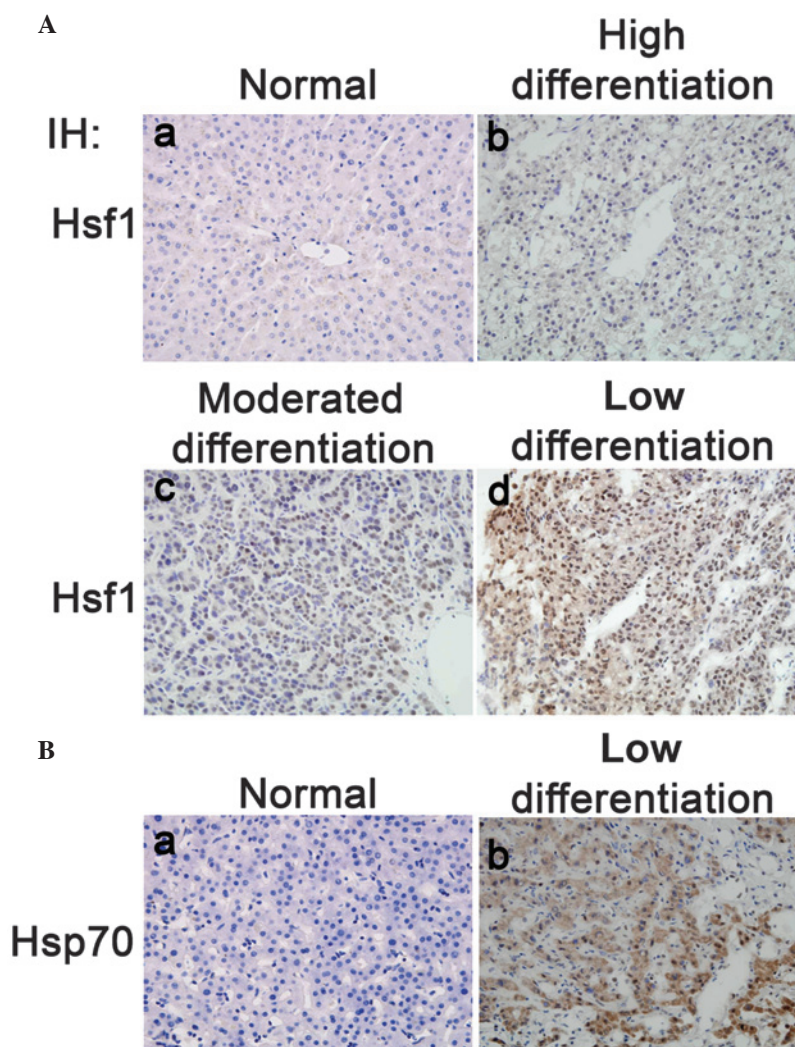 A
Normal
High
differentiation
IH:
a
b
Hsf1
Moderated
differentiation
Low
differentiation
c
d
Hsf1
B
Normal
Low
differentiation
a
b
Hsp70